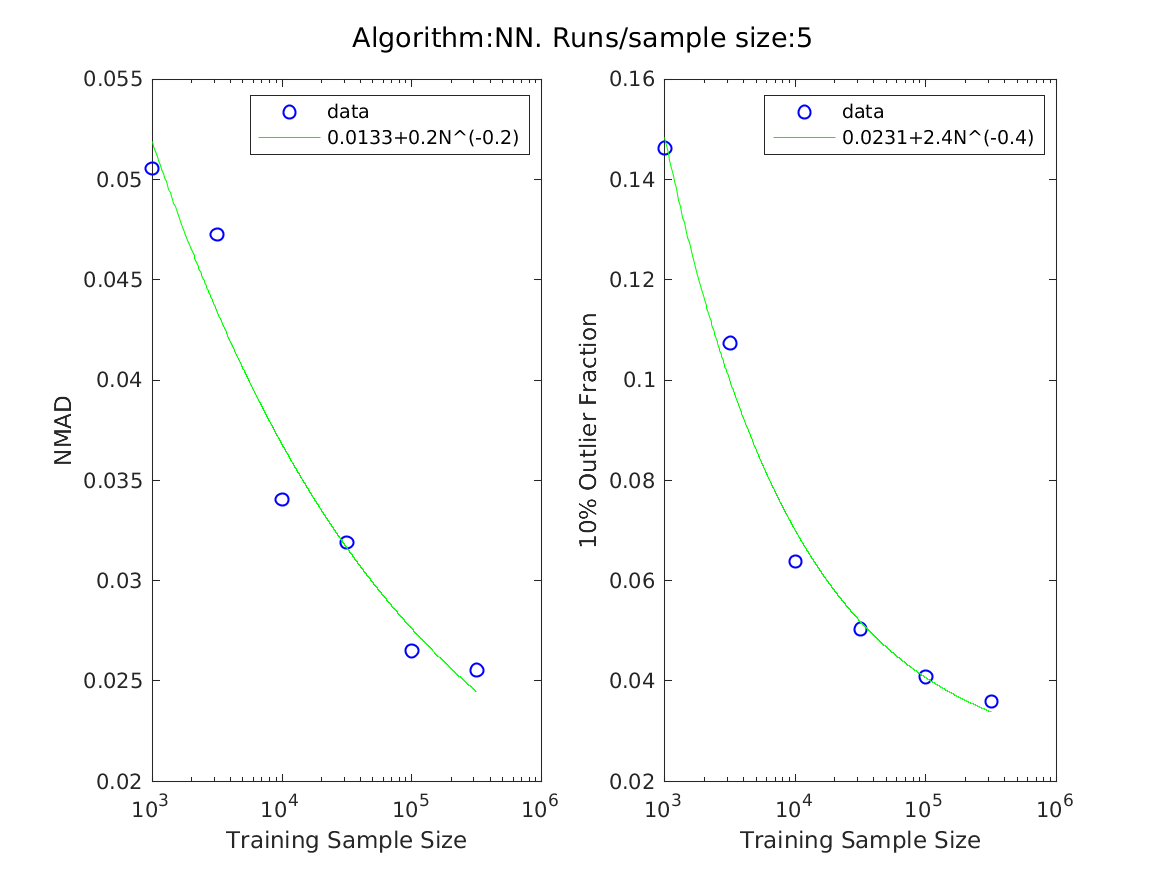 Algorithm:NN. Runs/sample size:5
0.055
0.05
0.045
0.04
0.035
0.03
0.025
0.02
NMAD
data
0.0133+0.2N^(-0.2)
10^3
10^4
10^5
10^6
Training Sample Size
0.16
0.14
0.12
0.1
0.08
0.06
0.04
0.02
10% Outlier Fraction
data
0.0231+2.4N^(-0.4)
10^3
10^4
10^5
10^6
Training Sample Size